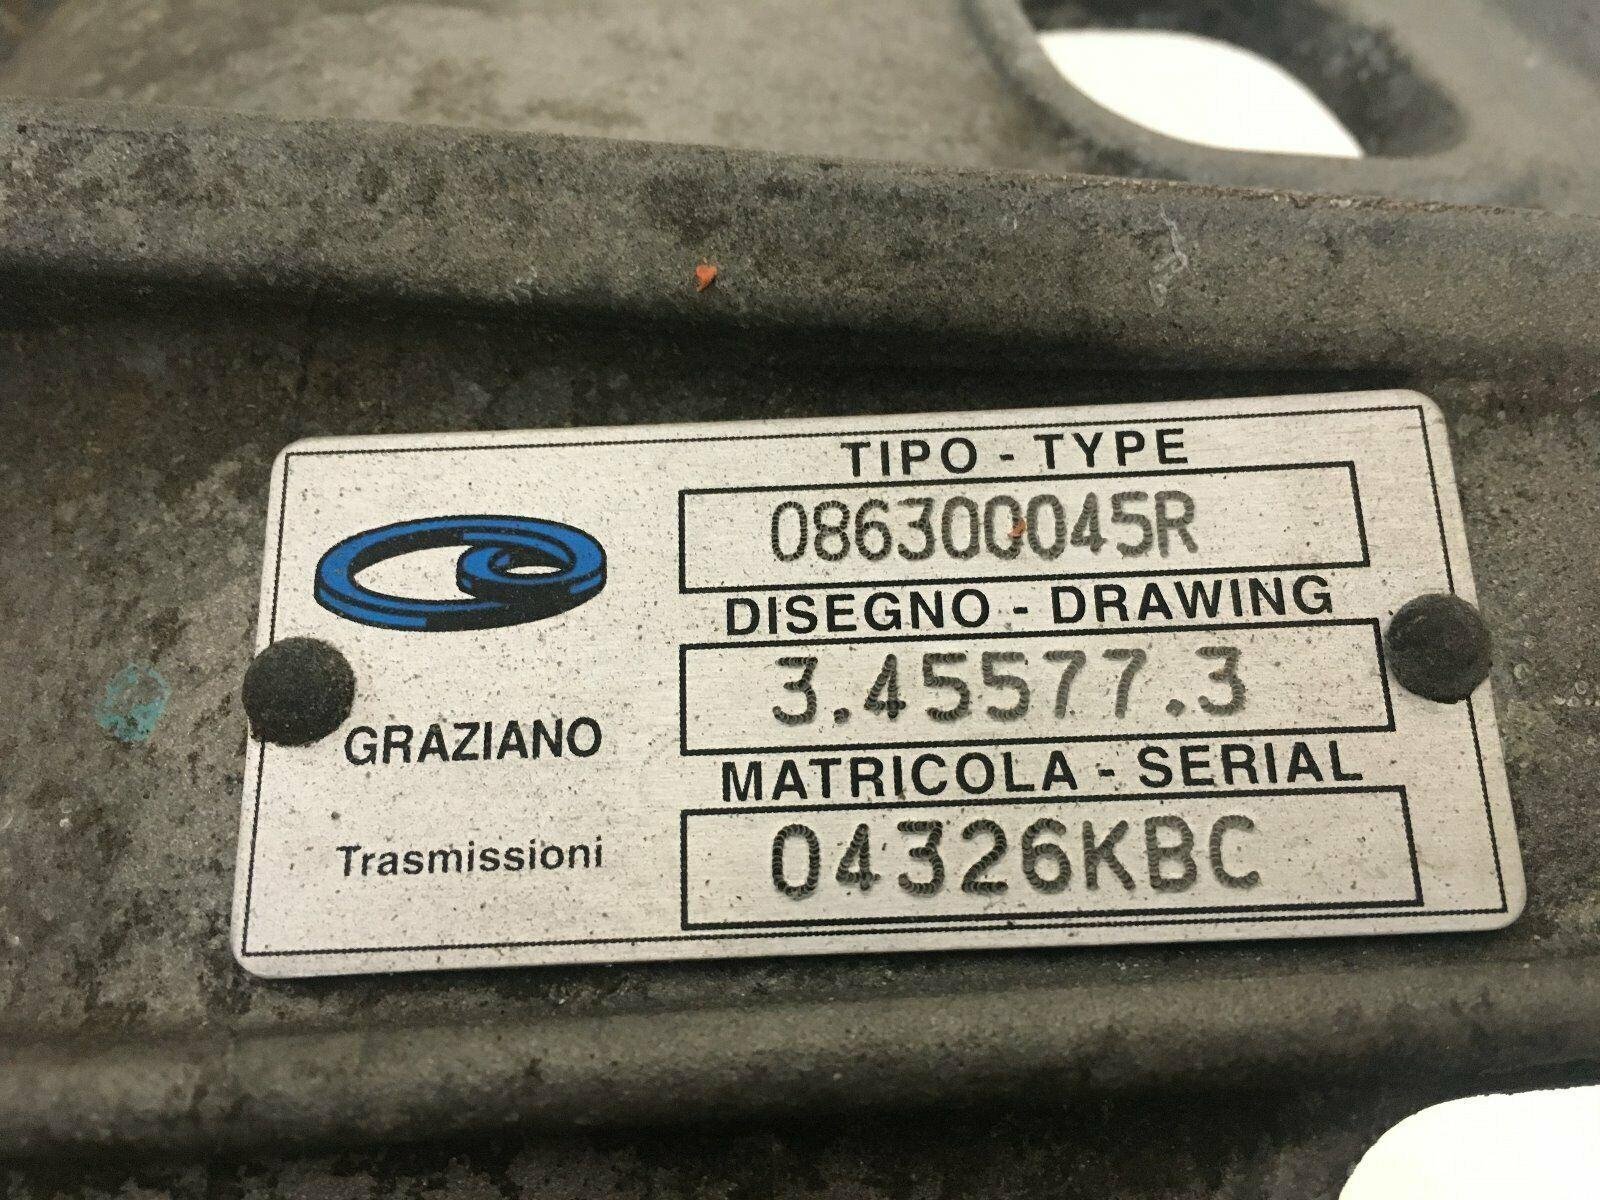 TIPO - TYPE
086300045R
DISEGNO - DRAWING
3.45577.3
MATRICOLA - SERIAL
04326KBC
GRAZIANO
Trasmissioni